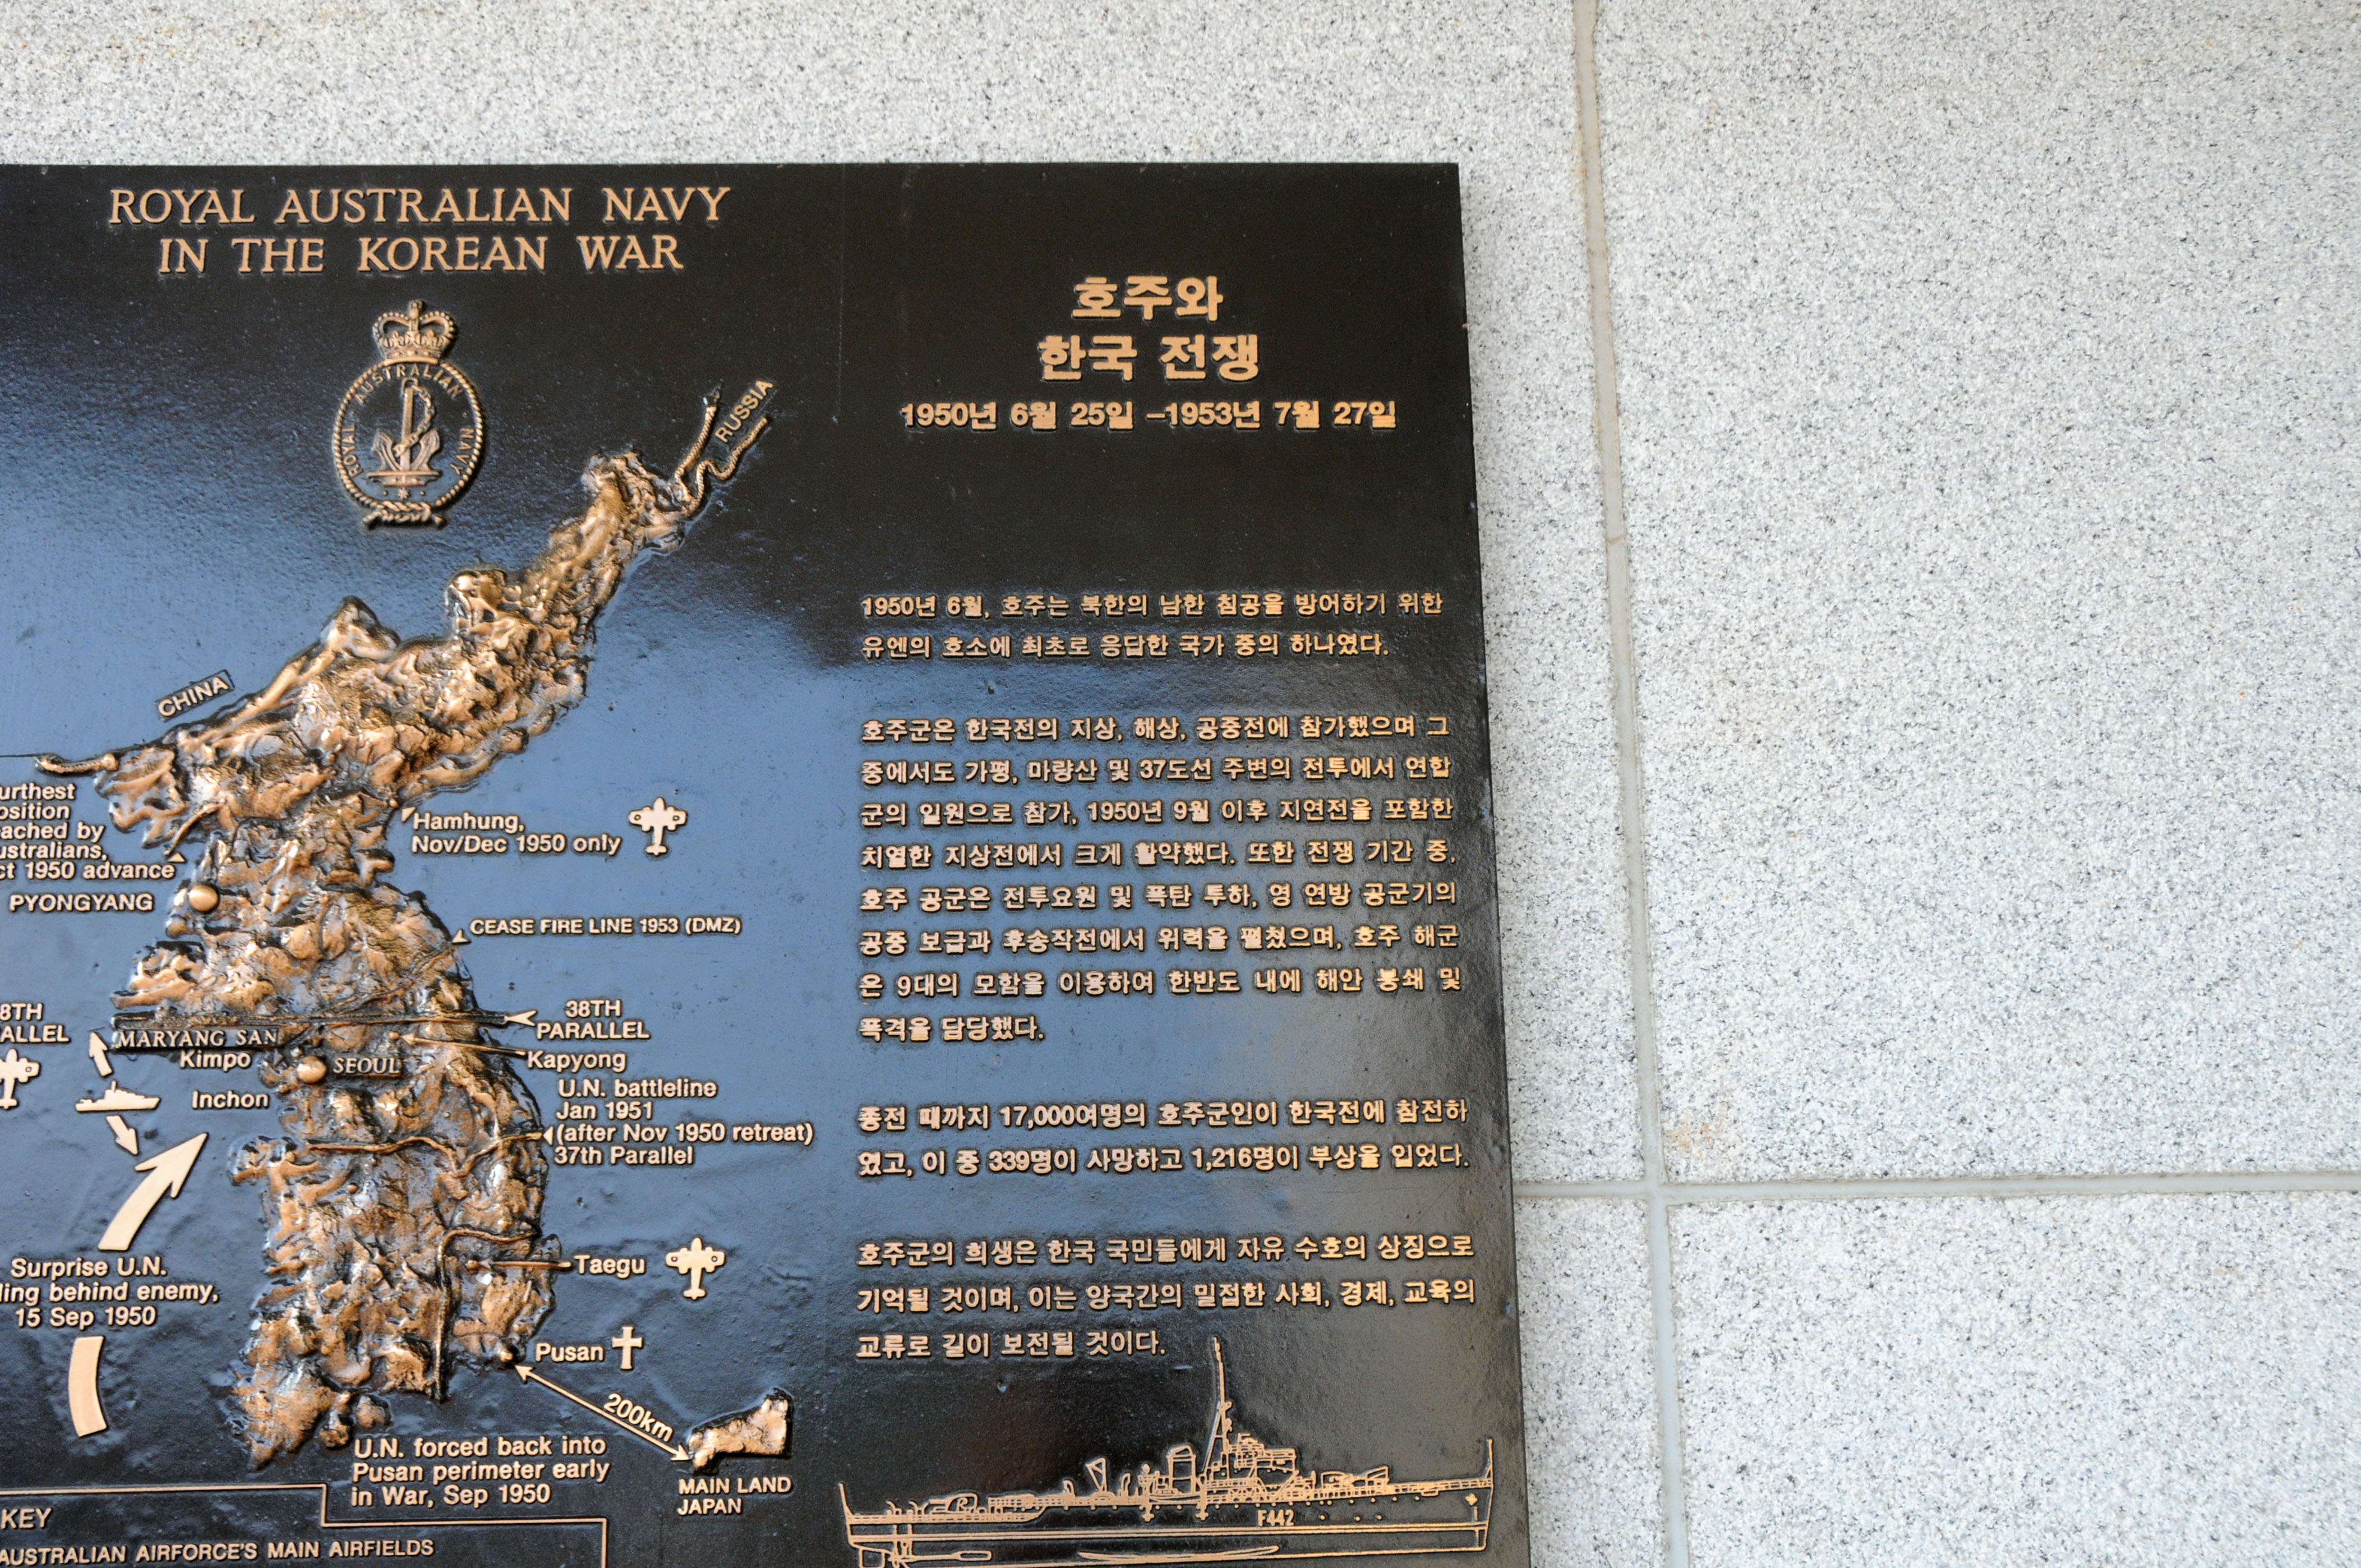 ROYAL AUSTRALIAN NAVY
IN THE KOREAN WAR
ROYAL AUSTRALIAN NAVY
RUSSIA
CHINA
urthest
osition
ached by
ustralians,
ct 1950 advance
PYONGYANG
Hamhung,
Nov/Dec 1950 only
CEASE FIRE LINE 1953 (DMZ)
8TH
ALLEL
38TH
PARALLEL
MARYANG SAN
Kimpo
SEOUL
Kapyong
Inchon
U.N. battleline
Jan 1951
(after Nov 1950 retreat)
37th Parallel
Surprise U.N.
ding behind enemy,
15 Sep 1950
Taegu
Pusan
200km
U.N. forced back into
Pusan perimeter early
in War, Sep 1950
MAIN LAND
JAPAN
KEY
AUSTRALIAN AIRFORCE'S MAIN AIRFIELDS
호주와
한국 전쟁
1950년 6월 25일 –1953년 7월 27일
1950년 6월, 호주는 북한의 남한 침공을 방어하기 위한
유엔의 호소에 최초로 응답한 국가 중의 하나였다.
호주군은 한국전의 지상, 해상, 공중전에 참가했으며 그
중에서도 가평, 마량산 및 37도선 주변의 전투에서 연합
군의 일원으로 참가, 1950년 9월 이후 지연전을 포함한
치열한 지상전에서 크게 활약했다. 또한 전쟁 기간 중,
호주 공군은 전투요원 및 폭탄 투하, 영 연방 공군기의
공중 보급과 후송작전에서 위력을 펼쳤으며, 호주 해군
은 9대의 모함을 이용하여 한반도 내에 해안 봉쇄 및
폭격을 담당했다.
종전 때까지 17,000여명의 호주군인이 한국전에 참전하
였고, 이 중 339명이 사망하고 1,216명이 부상을 입었다.
호주군의 희생은 한국 국민들에게 자유 수호의 상징으로
기억될 것이며, 이는 양국간의 밀접한 사회, 경제, 교육의
교류로 길이 보전될 것이다.
F442